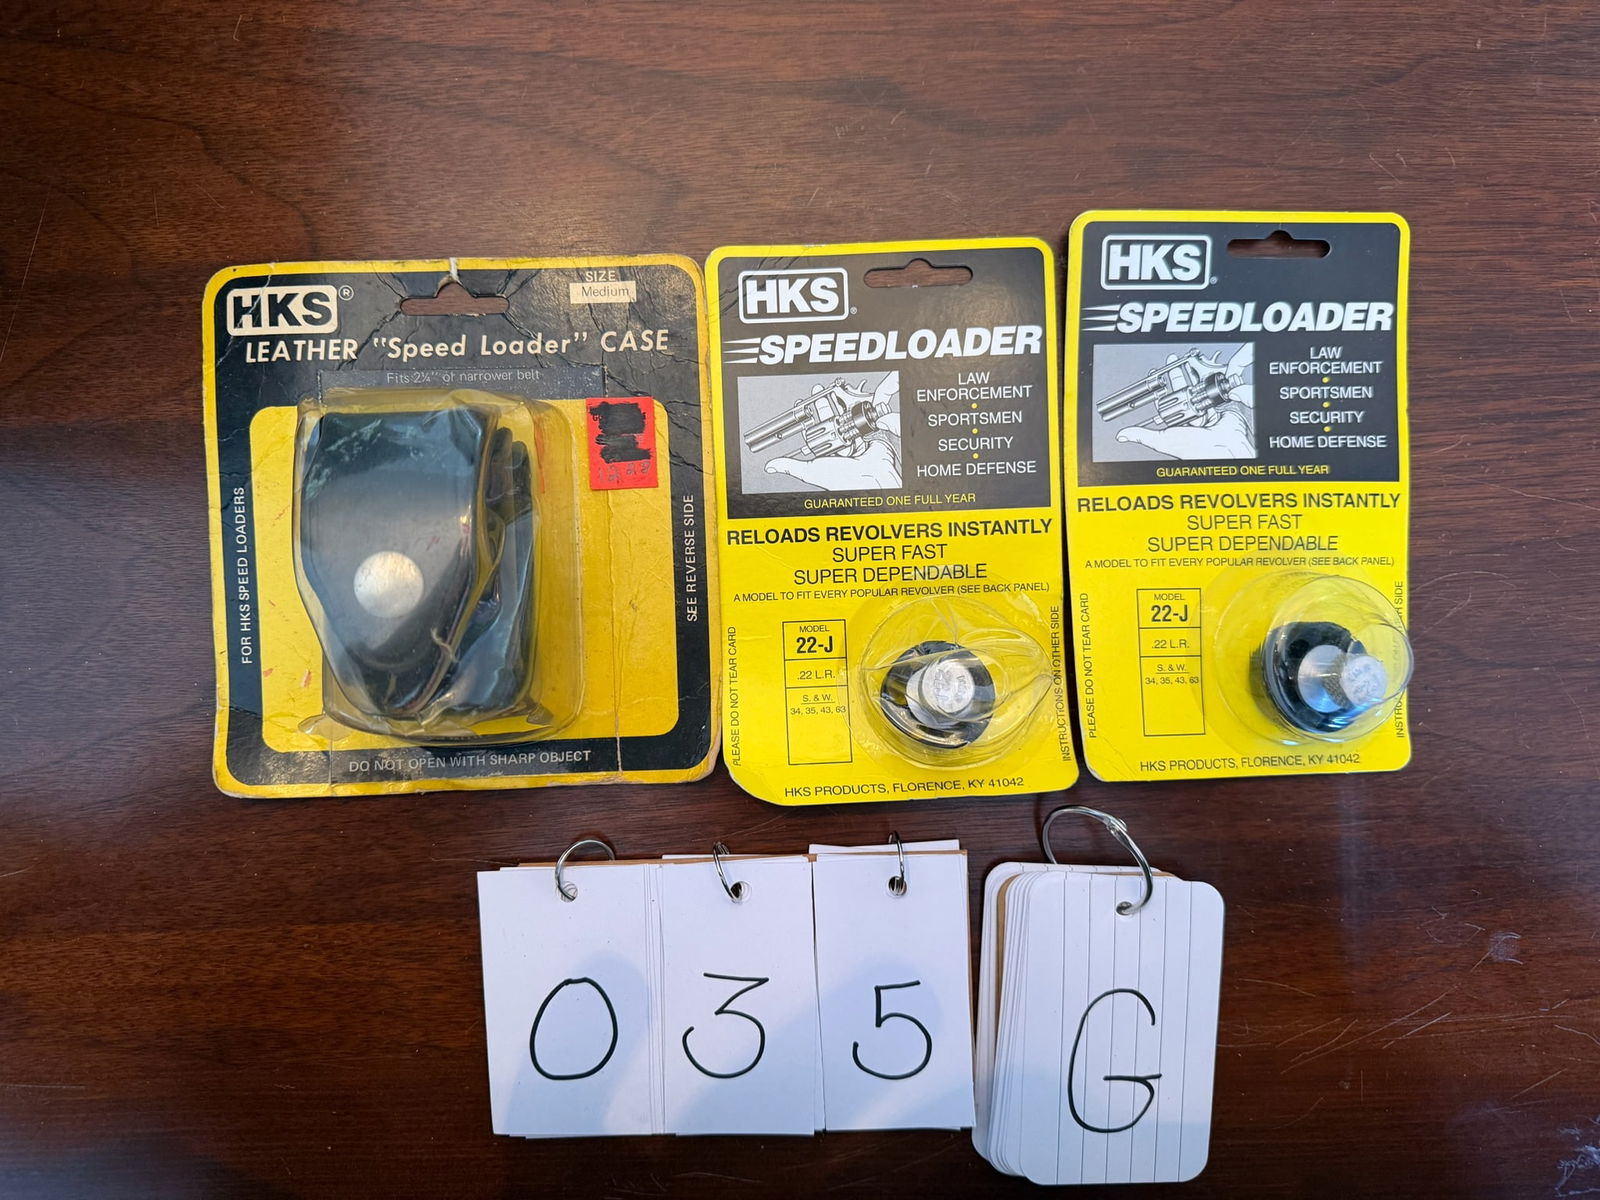 HKS®
SIZE
Medium
LEATHER "Speed Loader" CASE
Fits 2¼" or narrower belt
FOR HKS SPEED LOADERS
SEE REVERSE SIDE
DO NOT OPEN WITH SHARP OBJECT
HKS®
SPEEDLOADER
LAW
ENFORCEMENT
•
SPORTSMEN
•
SECURITY
•
HOME DEFENSE
GUARANTEED ONE FULL YEAR
RELOADS REVOLVERS INSTANTLY
SUPER FAST
SUPER DEPENDABLE
A MODEL TO FIT EVERY POPULAR REVOLVER (SEE BACK PANEL)
MODEL
22-J
.22 L.R.
S. & W.
34, 35, 43, 63
PLEASE DO NOT TEAR CARD
INSTRUCTIONS ON OTHER SIDE
HKS PRODUCTS, FLORENCE, KY 41042
HKS®
SPEEDLOADER
LAW
ENFORCEMENT
•
SPORTSMEN
•
SECURITY
•
HOME DEFENSE
GUARANTEED ONE FULL YEAR
RELOADS REVOLVERS INSTANTLY
SUPER FAST
SUPER DEPENDABLE
A MODEL TO FIT EVERY POPULAR REVOLVER (SEE BACK PANEL)
MODEL
22-J
.22 L.R.
S. & W.
34, 35, 43, 63
PLEASE DO NOT TEAR CARD
SIDE
HKS PRODUCTS, FLORENCE, KY 41042
0 3 5 G